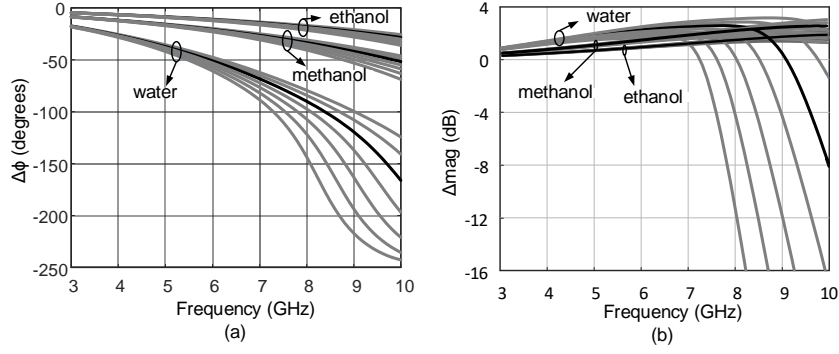 0
-50
-100
-150
-200
-250
Δϕ (degrees)
ethanol
methanol
water
3 4 5 6 7 8 9 10
Frequency (GHz)
(a)
4
0
-4
-8
-12
-16
Δmag (dB)
water
methanol
ethanol
3 4 5 6 7 8 9 10
Frequency (GHz)
(b)